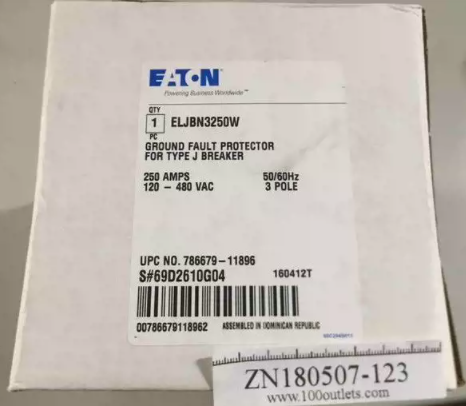 EATON
Powering Business Worldwide™
QTY
1 ELJBN3250W
PC
GROUND FAULT PROTECTOR
FOR TYPE J BREAKER
250 AMPS 50/60Hz
120 – 480 VAC 3 POLE
UPC NO. 786679-11896
S#69D2610G04 160412T
00786679118962 ASSEMBLED IN DOMINICAN REPUBLIC
ZN180507-123
www.100outlets.com